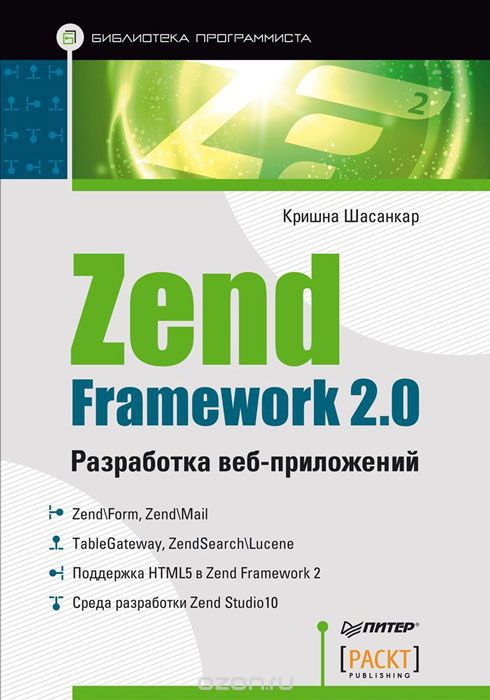 БИБЛИОТЕКА ПРОГРАММИСТА
2
Кришна Шасанкар
Zend
Framework 2.0
Разработка веб-приложений
Zend\Form, Zend\Mail
TableGateway, ZendSearch\Lucene
Поддержка HTML5 в Zend Framework 2
Среда разработки Zend Studio10
ПИТЕР
[PACKT]
PUBLISHING
ozon.ru